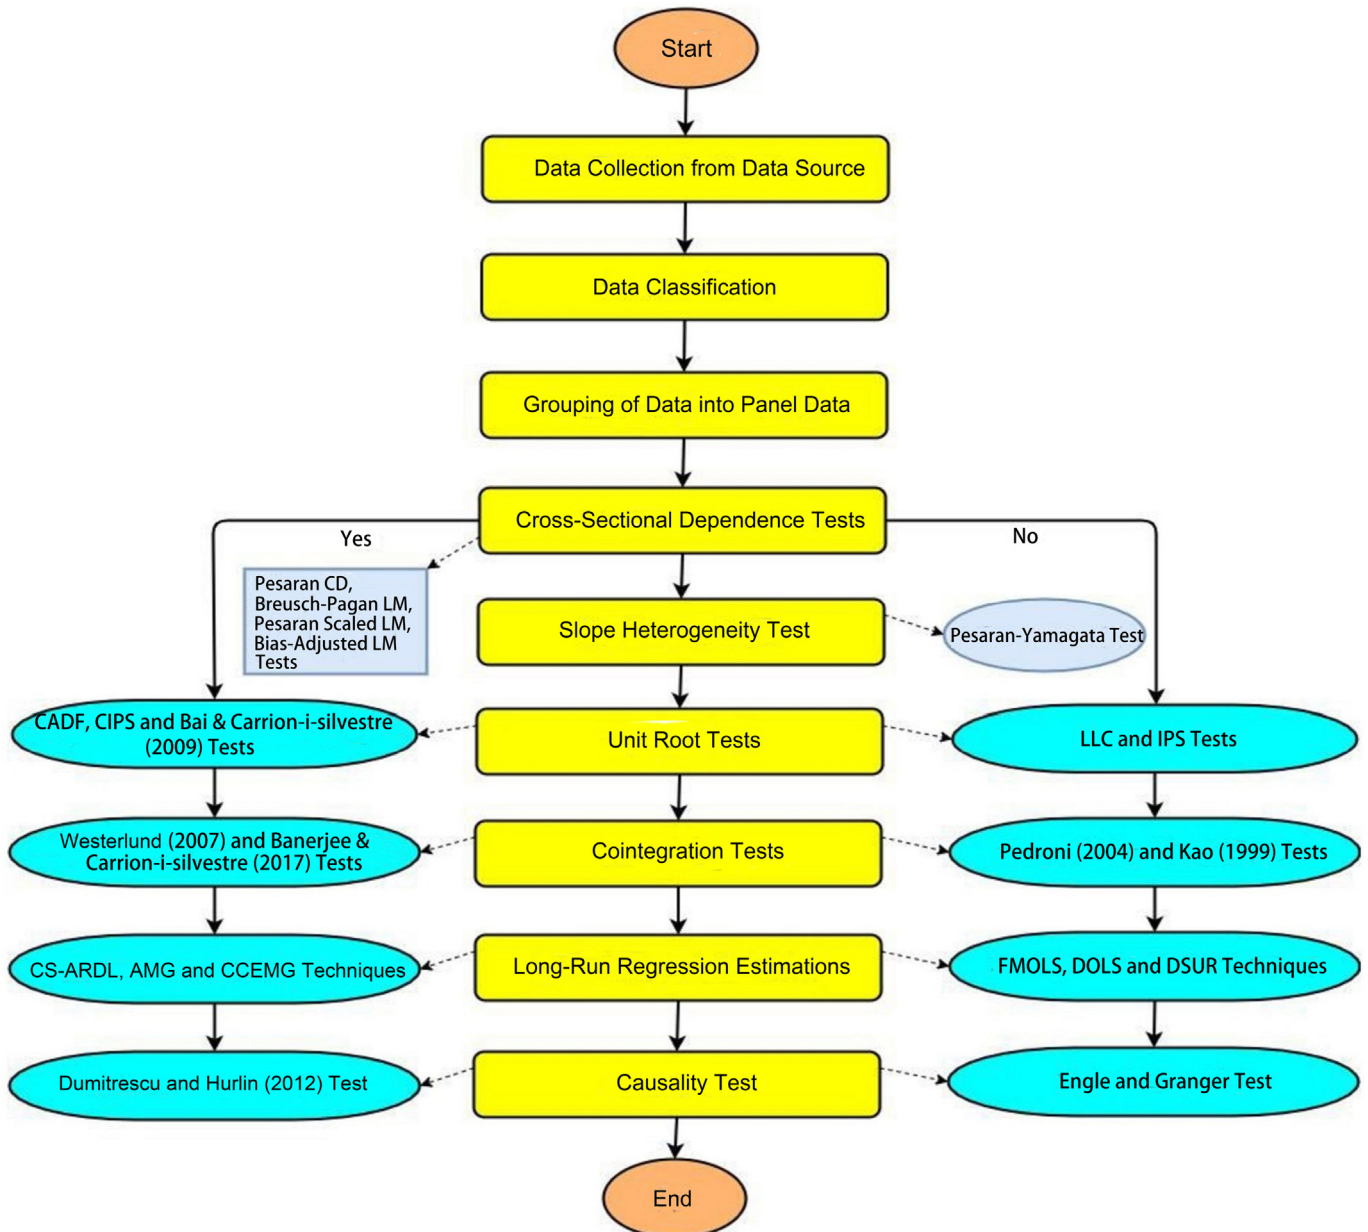 Start
Data Collection from Data Source
Data Classification
Grouping of Data into Panel Data
Cross-Sectional Dependence Tests
Yes
No
Pesaran CD,
Breusch-Pagan LM,
Pesaran Scaled LM,
Bias-Adjusted LM
Tests
Slope Heterogeneity Test
Pesaran-Yamagata Test
CADF, CIPS and Bai & Carrion-i-silvestre
(2009) Tests
Unit Root Tests
LLC and IPS Tests
Westerlund (2007) and Banerjee &
Carrion-i-silvestre (2017) Tests
Cointegration Tests
Pedroni (2004) and Kao (1999) Tests
CS-ARDL, AMG and CCEMG Techniques
Long-Run Regression Estimations
FMOLS, DOLS and DSUR Techniques
Dumitrescu and Hurlin (2012) Test
Causality Test
Engle and Granger Test
End